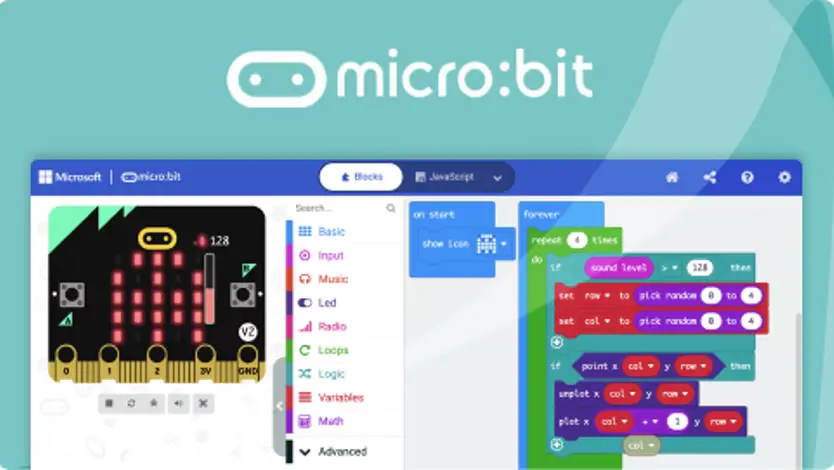 micro:bit
Microsoft | micro:bit
Blocks
JavaScript
128
B
A
V2
0 1 2 3V GND
Search...
Basic
Input
Music
Led
Radio
Loops
Logic
Variables
Math
Advanced
on start
show icon
forever
repeat 4 times
do
if sound level > 128 then
set row to pick random 0 to 4
set col to pick random 0 to 4
if point x col y row then
unplot x col y row
plot x col + 1 y row
col